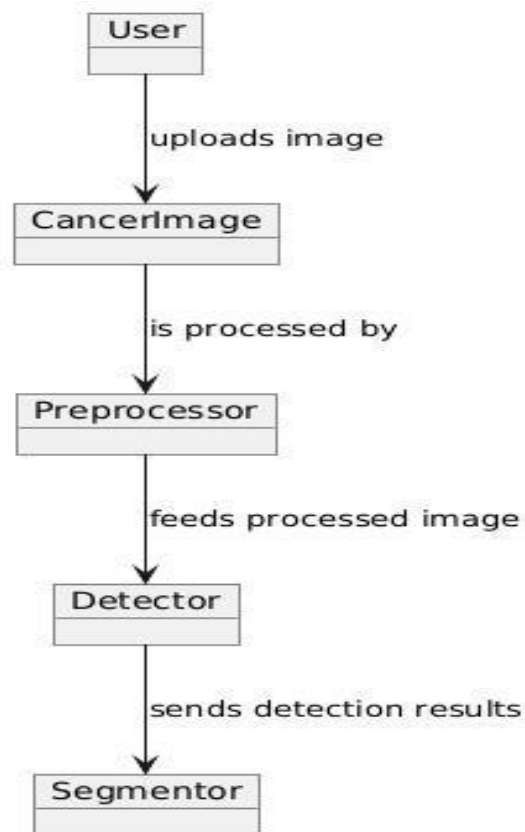 User
uploads image
CancerImage
is processed by
Preprocessor
feeds processed image
Detector
sends detection results
Segmentor